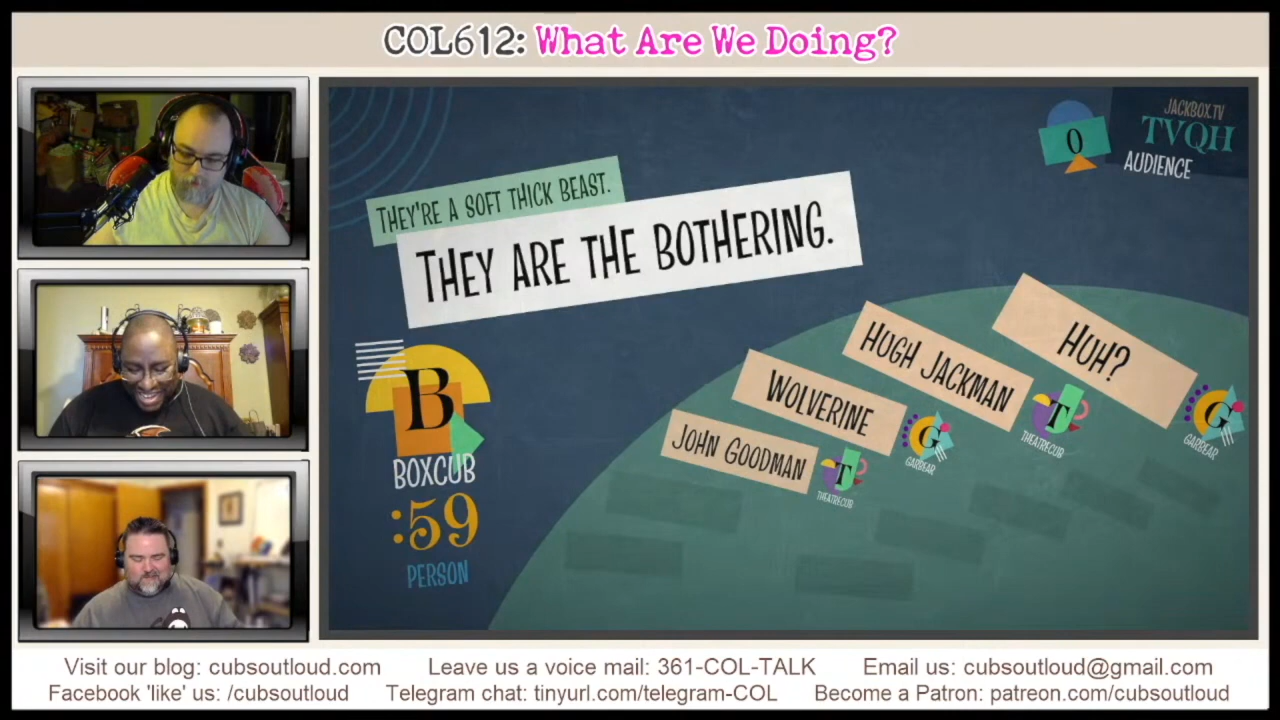 COL612: What Are We Doing?
JACKBOX.TV
TVQH
0
AUDIENCE
THEY'RE A SOFT THICK BEAST.
THEY ARE THE BOTHERING.
HUH?
G
GARBEAR
HUGH JACKMAN
T
THEATRECUB
WOLVERINE
G
GARBEAR
JOHN GOODMAN
T
THEATRECUB
B
BOXCUB
:59
PERSON
Visit our blog: cubsoutloud.com Leave us a voice mail: 361-COL-TALK Email us: cubsoutloud@gmail.com
Facebook 'like' us: /cubsoutloud Telegram chat: tinyurl.com/telegram-COL Become a Patron: patreon.com/cubsoutloud